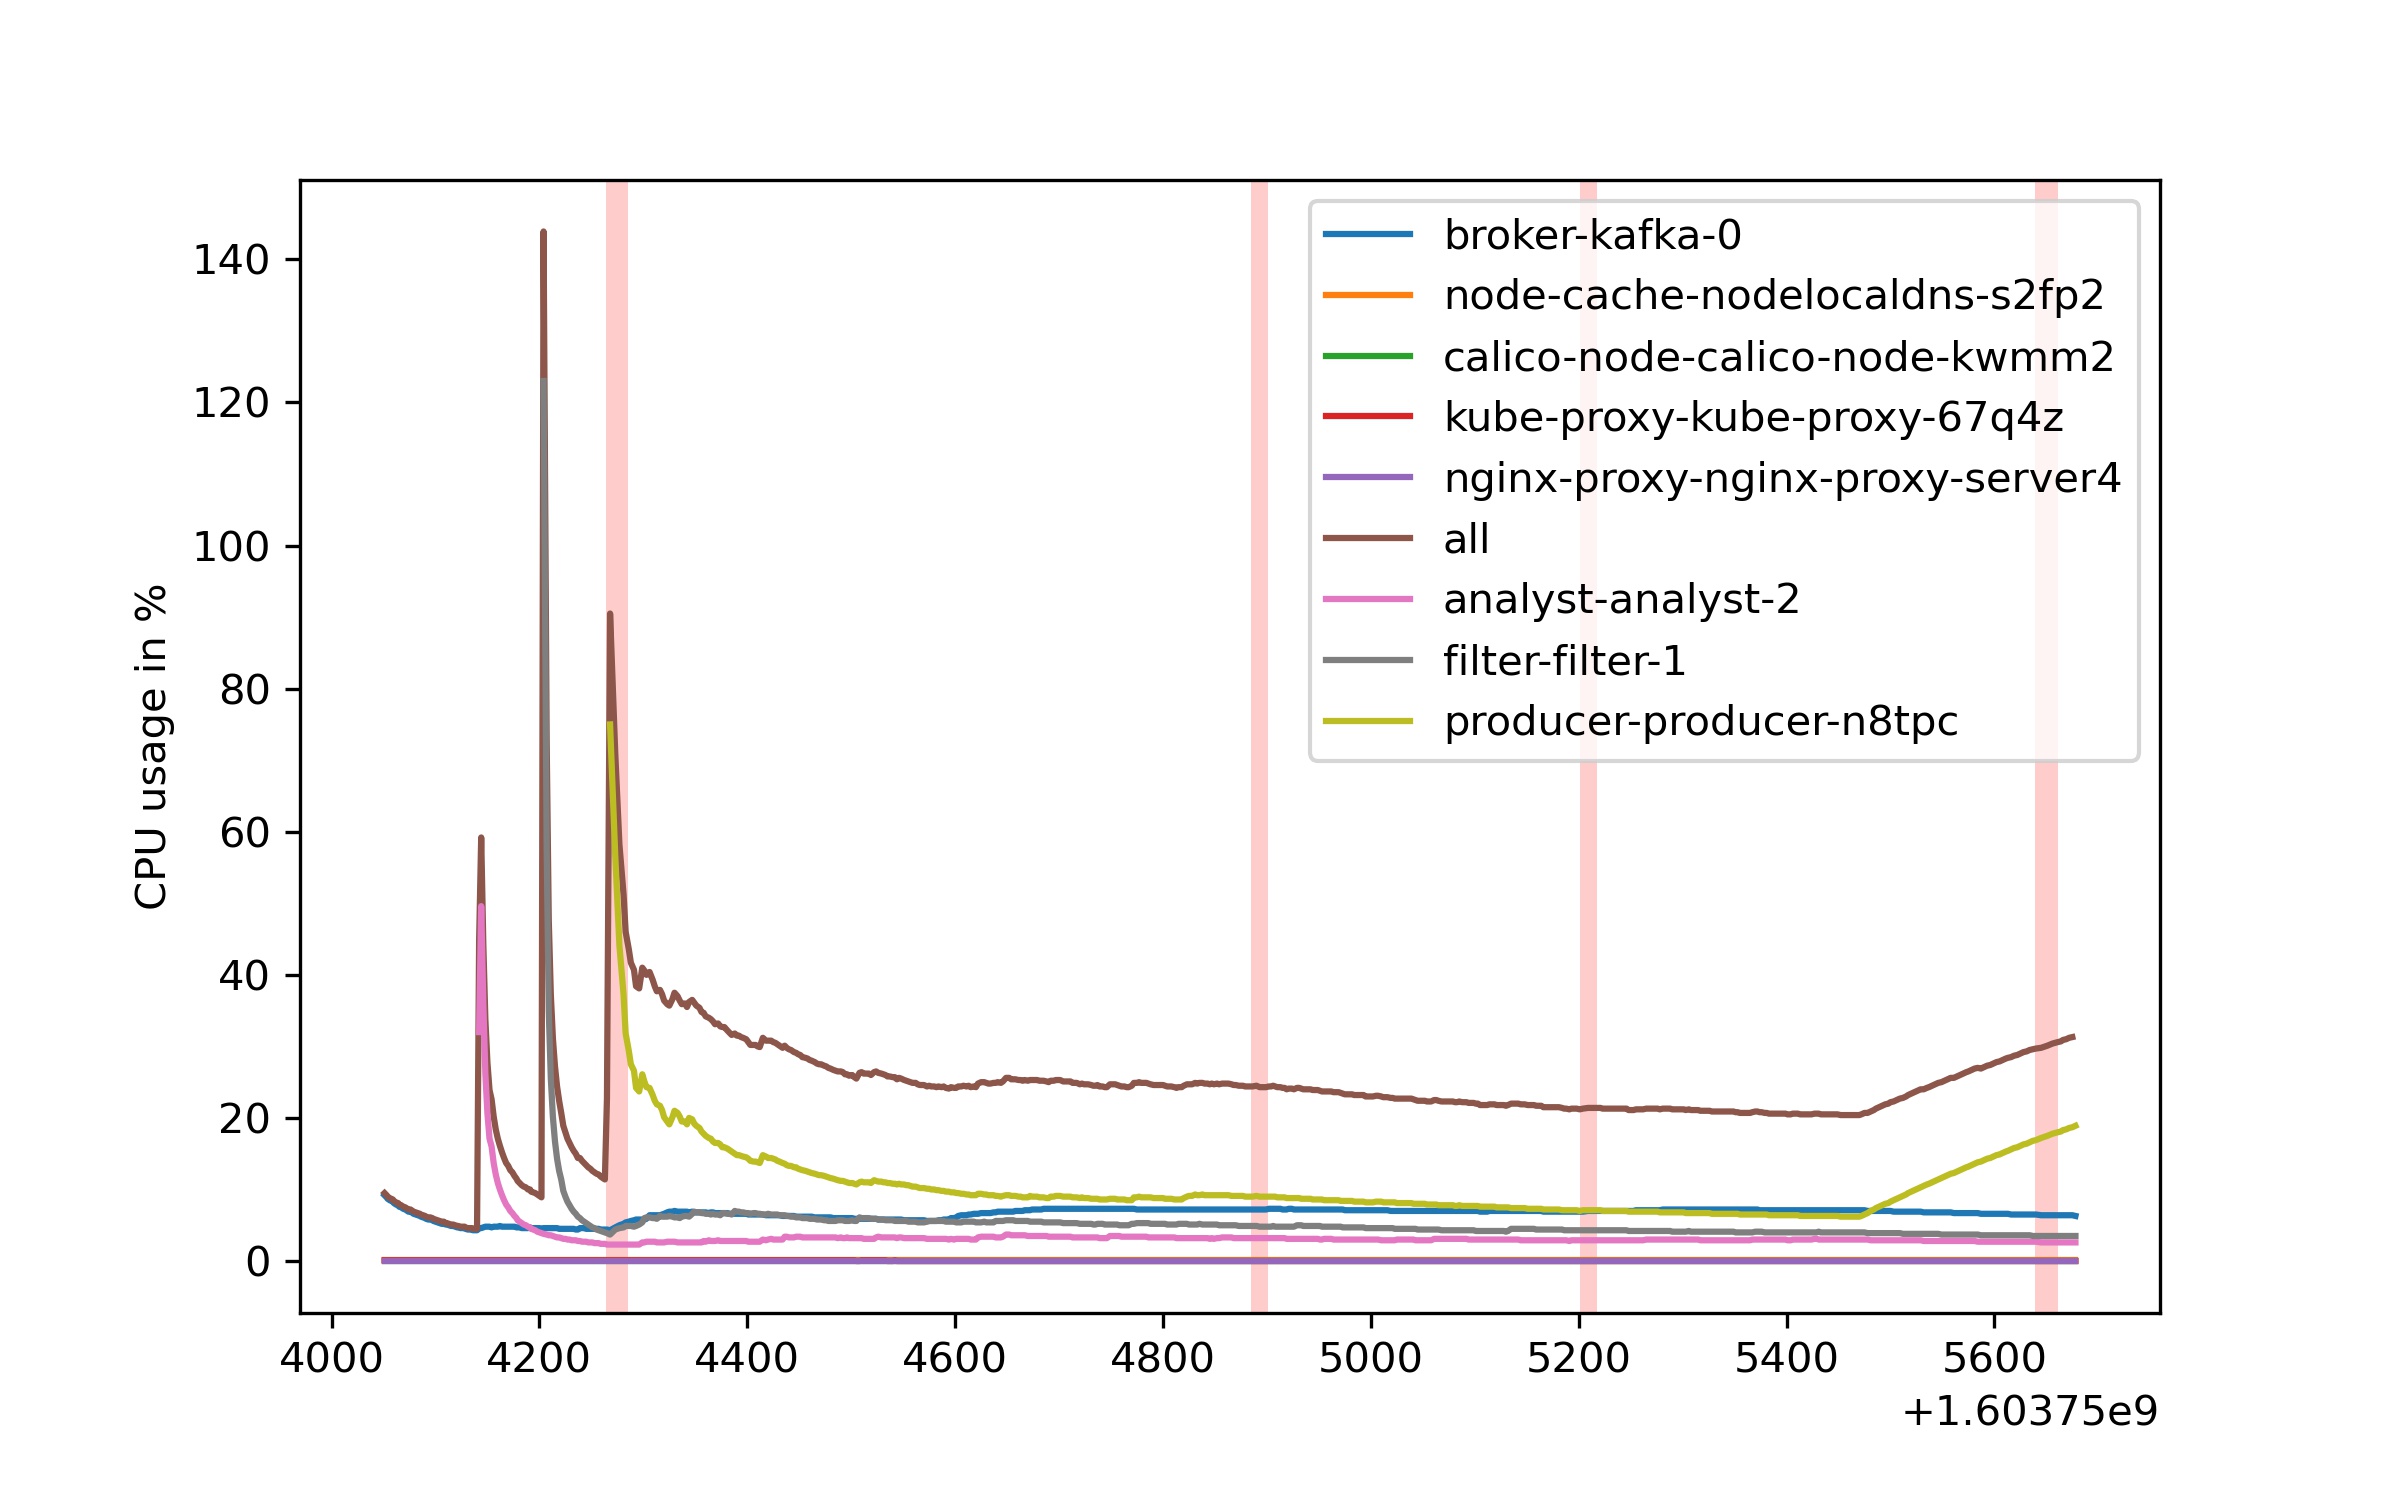 CPU usage in %
140
120
100
80
60
40
20
0
broker-kafka-0
node-cache-nodelocaldns-s2fp2
calico-node-calico-node-kwmm2
kube-proxy-kube-proxy-67q4z
nginx-proxy-nginx-proxy-server4
all
analyst-analyst-2
filter-filter-1
producer-producer-n8tpc
4000 4200 4400 4600 4800 5000 5200 5400 5600
+1.60375e9